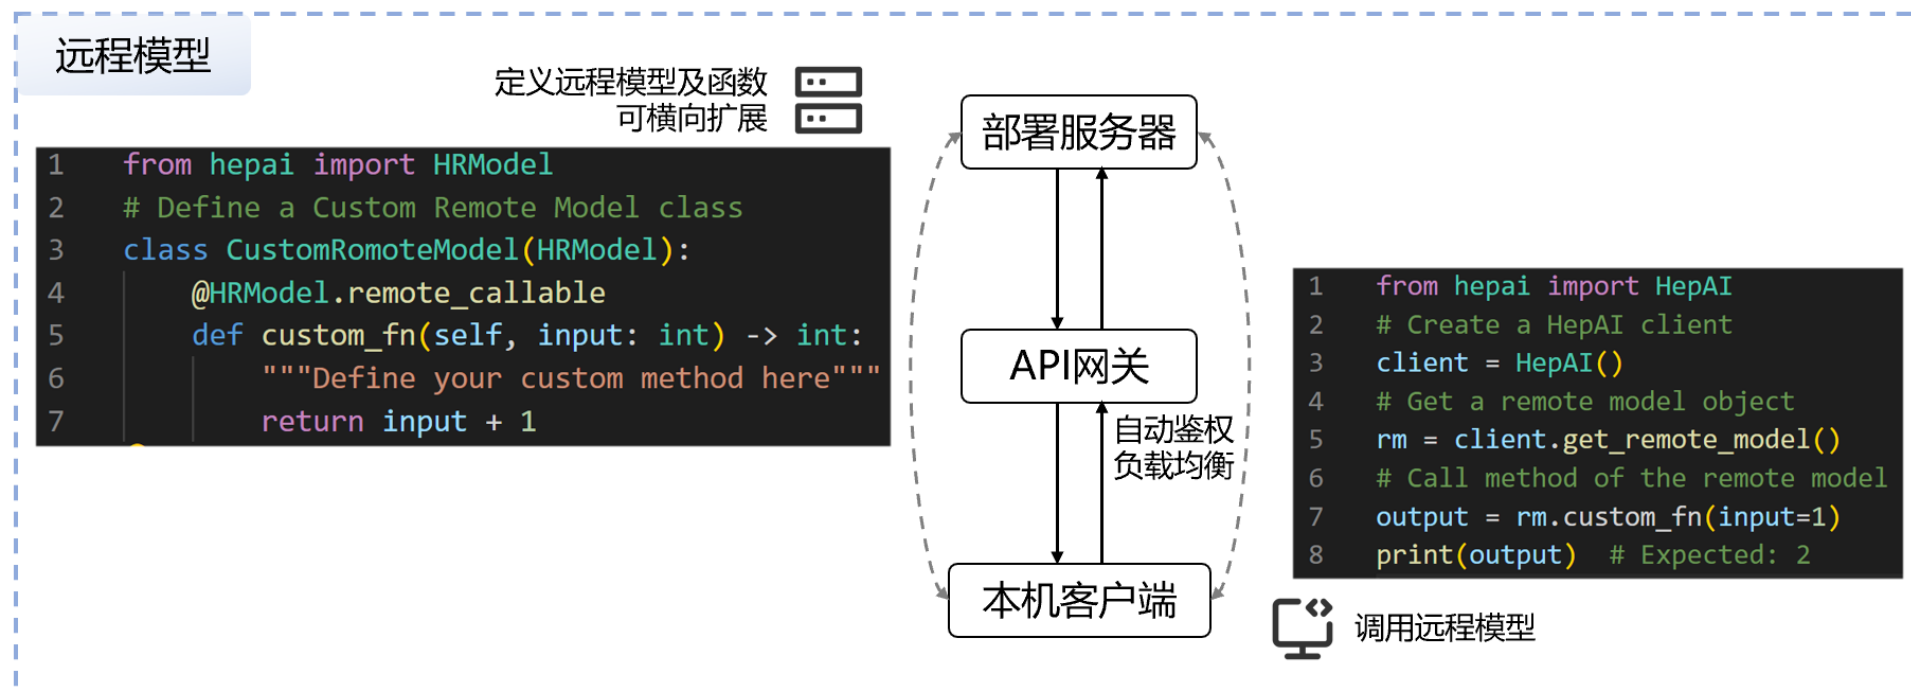 远程模型
定义远程模型及函数
可横向扩展
1 from hepai import HRModel
2 # Define a Custom Remote Model class
3 class CustomRomoteModel(HRModel):
4 @HRModel.remote_callable
5 def custom_fn(self, input: int) -> int:
6 """Define your custom method here"""
7 return input + 1
部署服务器
API网关
自动鉴权
负载均衡
本机客户端
1 from hepai import HepAI
2 # Create a HepAI client
3 client = HepAI()
4 # Get a remote model object
5 rm = client.get_remote_model()
6 # Call method of the remote model
7 output = rm.custom_fn(input=1)
8 print(output) # Expected: 2
调用远程模型